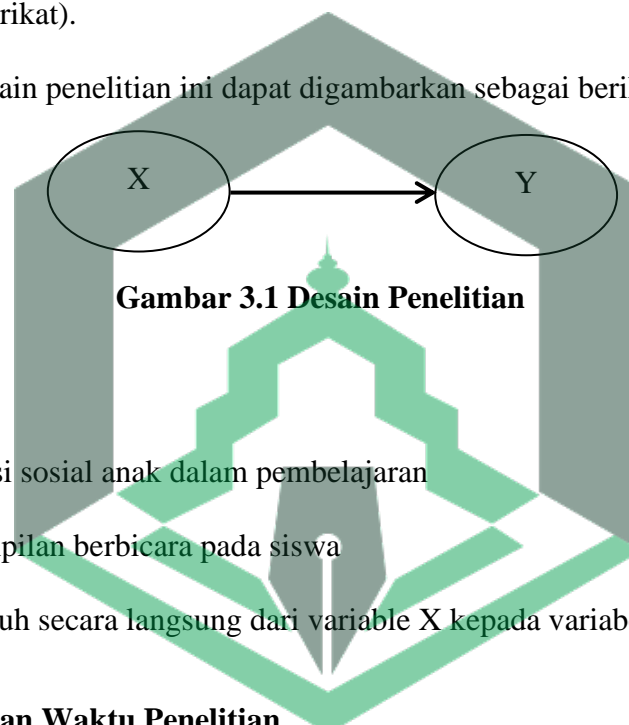 rikat).
ain penelitian ini dapat digambarkan sebagai beri
X Y
Gambar 3.1 Desain Penelitian
si sosial anak dalam pembelajaran
pilan berbicara pada siswa
uh secara langsung dari variable X kepada variab
an Waktu Penelitian